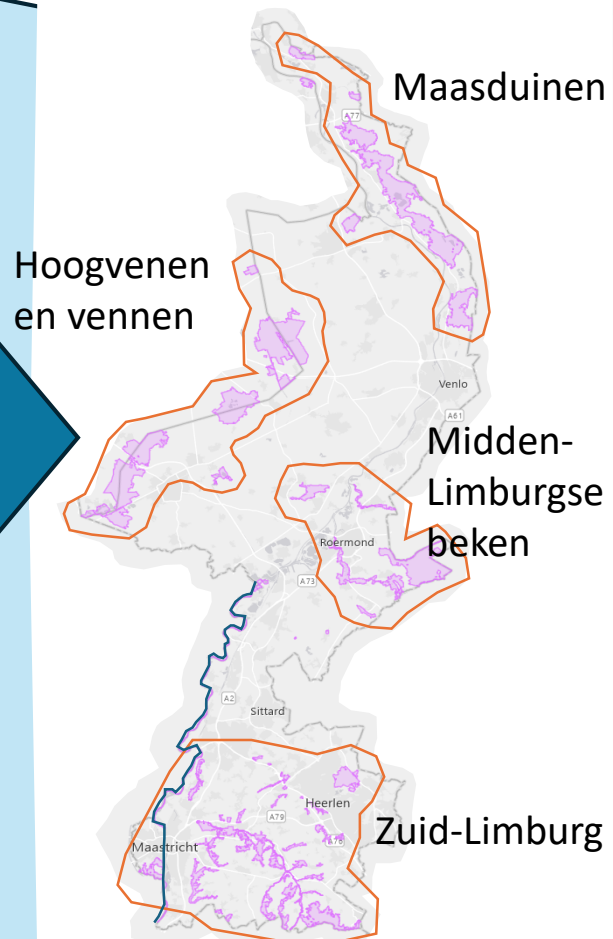 Maasduinen
A77
Hoogvenen
en vennen
Venlo
A61
Midden-
Limburgse
beken
Roermond
A73
A2
Sittard
Heerlen
A79
A76
Maastricht
Zuid-Limburg